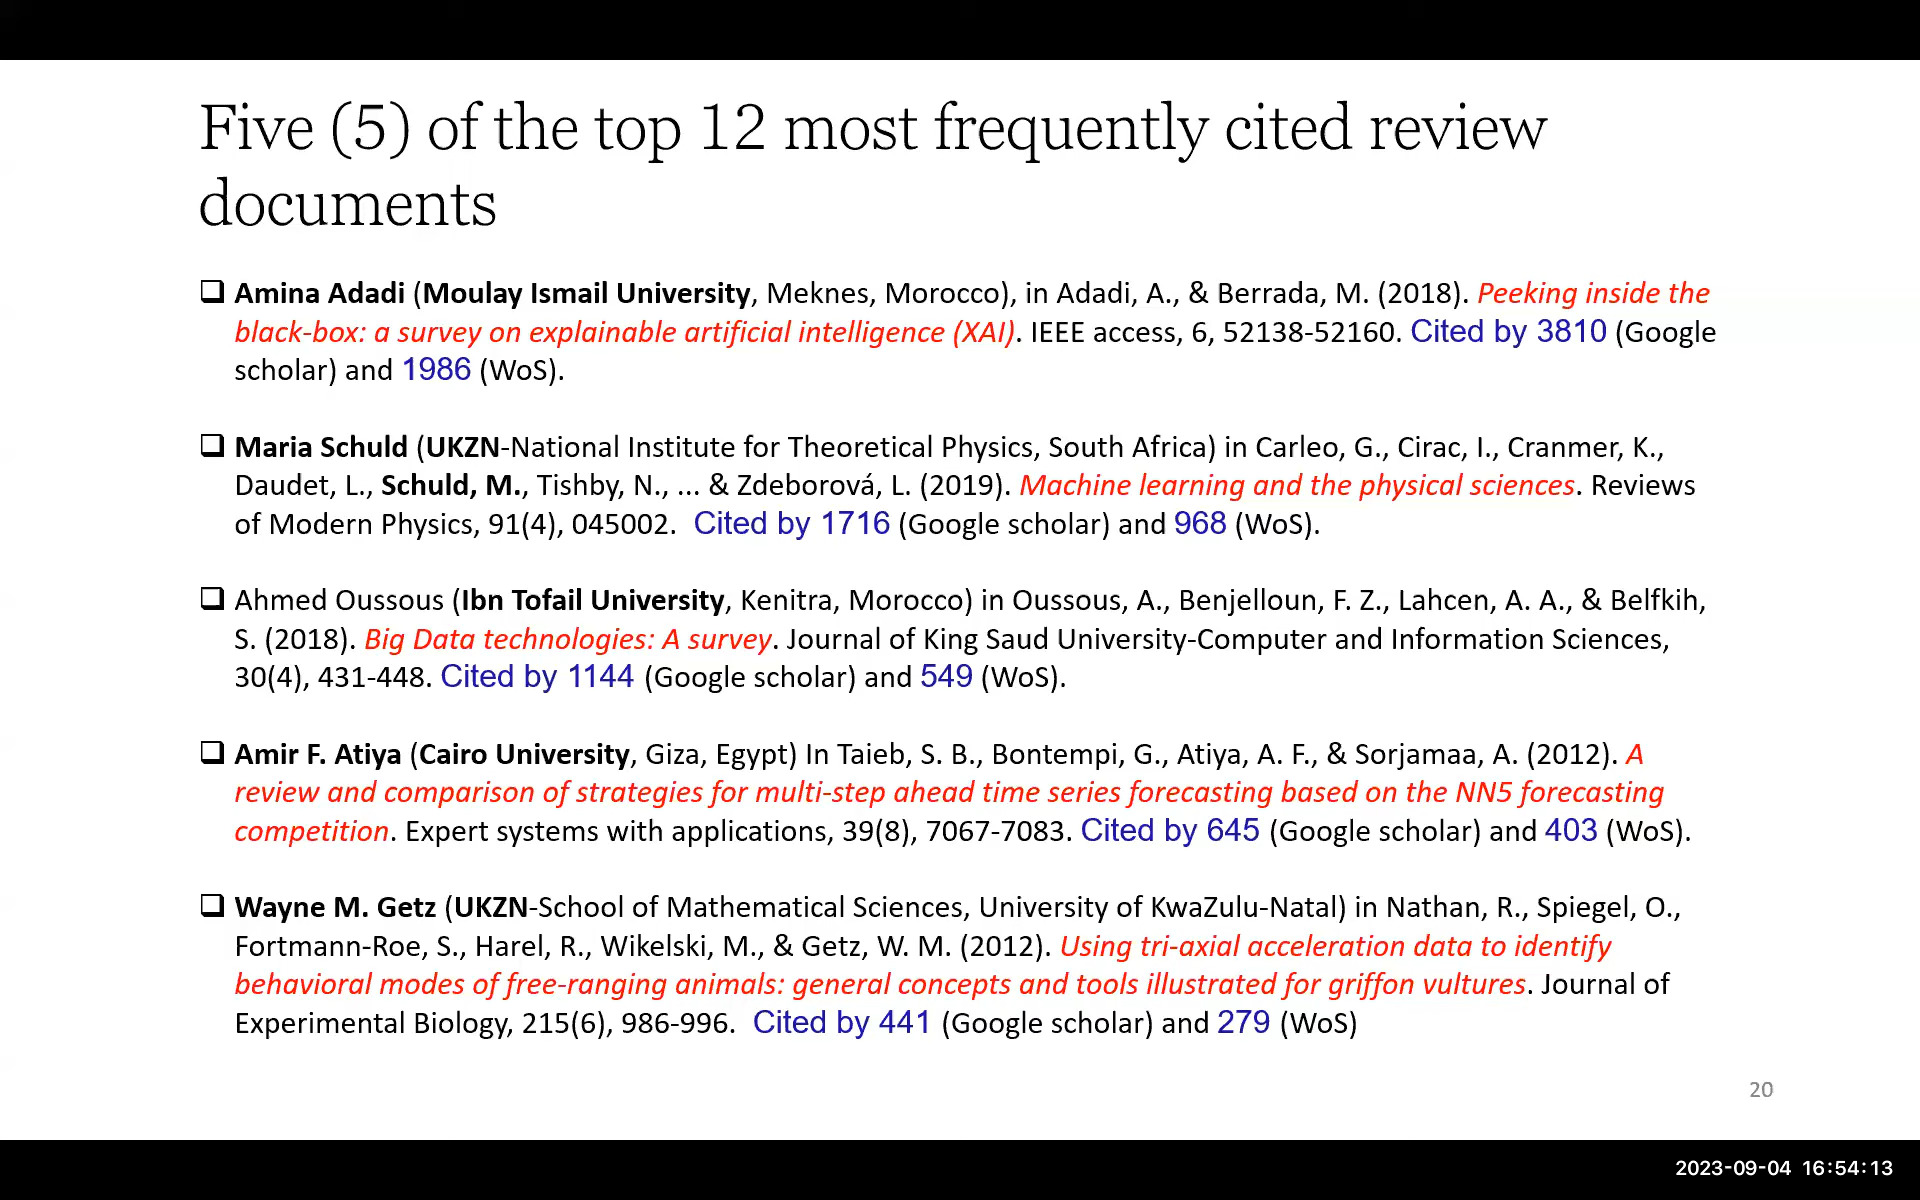 Five (5) of the top 12 most frequently cited review
documents
❑ Amina Adadi (Moulay Ismail University, Meknes, Morocco), in Adadi, A., & Berrada, M. (2018). Peeking inside the
black-box: a survey on explainable artificial intelligence (XAI). IEEE access, 6, 52138-52160. Cited by 3810 (Google
scholar) and 1986 (WoS).
❑ Maria Schuld (UKZN-National Institute for Theoretical Physics, South Africa) in Carleo, G., Cirac, I., Cranmer, K.,
Daudet, L., Schuld, M., Tishby, N., ... & Zdeborová, L. (2019). Machine learning and the physical sciences. Reviews
of Modern Physics, 91(4), 045002. Cited by 1716 (Google scholar) and 968 (WoS).
❑ Ahmed Oussous (Ibn Tofail University, Kenitra, Morocco) in Oussous, A., Benjelloun, F. Z., Lahcen, A. A., & Belfkih,
S. (2018). Big Data technologies: A survey. Journal of King Saud University-Computer and Information Sciences,
30(4), 431-448. Cited by 1144 (Google scholar) and 549 (WoS).
❑ Amir F. Atiya (Cairo University, Giza, Egypt) In Taieb, S. B., Bontempi, G., Atiya, A. F., & Sorjamaa, A. (2012). A
review and comparison of strategies for multi-step ahead time series forecasting based on the NN5 forecasting
competition. Expert systems with applications, 39(8), 7067-7083. Cited by 645 (Google scholar) and 403 (WoS).
❑ Wayne M. Getz (UKZN-School of Mathematical Sciences, University of KwaZulu-Natal) in Nathan, R., Spiegel, O.,
Fortmann-Roe, S., Harel, R., Wikelski, M., & Getz, W. M. (2012). Using tri-axial acceleration data to identify
behavioral modes of free-ranging animals: general concepts and tools illustrated for griffon vultures. Journal of
Experimental Biology, 215(6), 986-996. Cited by 441 (Google scholar) and 279 (WoS)
20
2023-09-04 16:54:13